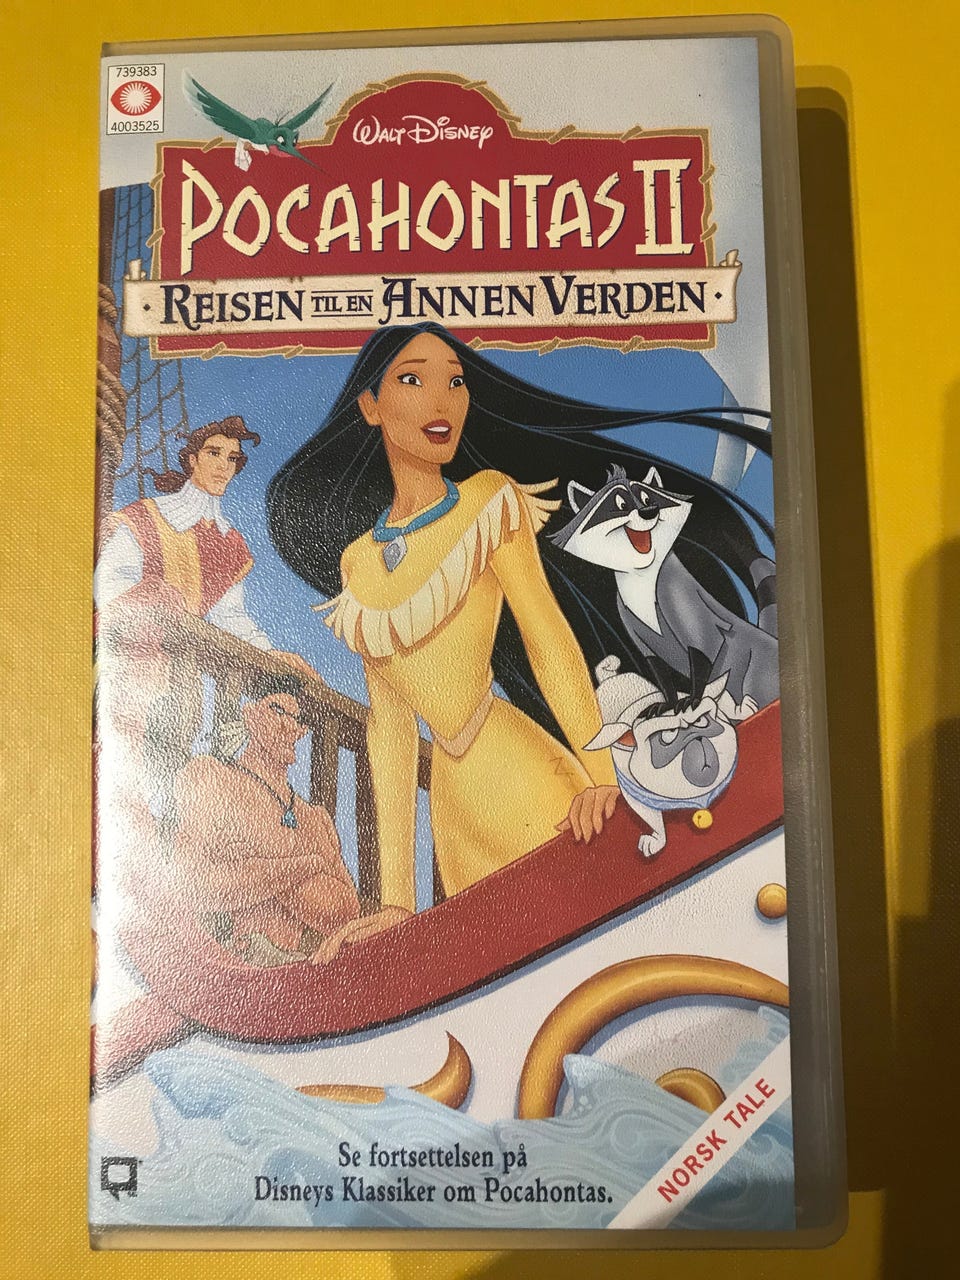 739383
4003525
Walt Disney
POCAHONTAS II
REISEN TIL EN ANNEN VERDEN
Se fortsettelsen på
Disneys Klassiker om Pocahontas.
NORSK TALE